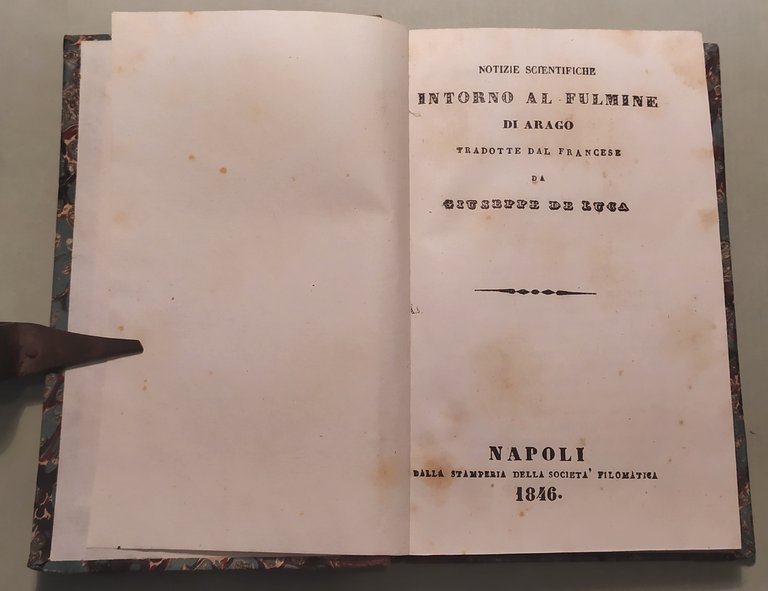 NOTIZIE SCIENTIFICHE
INTORNO AL FULMINE
DI ARAGO
TRADOTTE DAL FRANCESE
DA
GIUSEPPE DE LUCA
NAPOLI
DALLA STAMPERIA DELLA SOCIETA' FILOMATICA
1846.